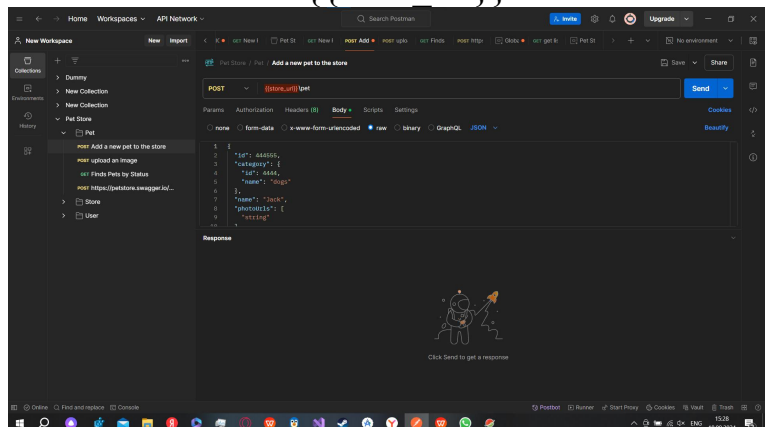 Home Workspaces API Network Search Postman Invite Upgrade
New Workspace New Import GET New I Pet St GET New I POST Add POST uplo GET Finds POST http: Globa GET get li Pet St No environment
Collections
Environments
History
Dummy
New Collection
New Collection
Pet Store
Pet
POST Add a new pet to the store
POST upload an image
GET Finds Pets by Status
POST https://petstore.swagger.io/...
Store
User
Pet Store / Pet / Add a new pet to the store Save Share
POST {{store_url}}\pet Send
Params Authorization Headers (8) Body Scripts Settings Cookies
none form-data x-www-form-urlencoded raw binary GraphQL JSON Beautify
1 {
2 "id": 444555,
3 "category": {
4 "id": 4444,
5 "name": "dogs"
6 },
7 "name": "Jack",
8 "photoUrls": [
9 "string"
10 ]
Response
Click Send to get a response
Online Find and replace Console Postbot Runner Start Proxy Cookies Vault Trash
ENG 15:28